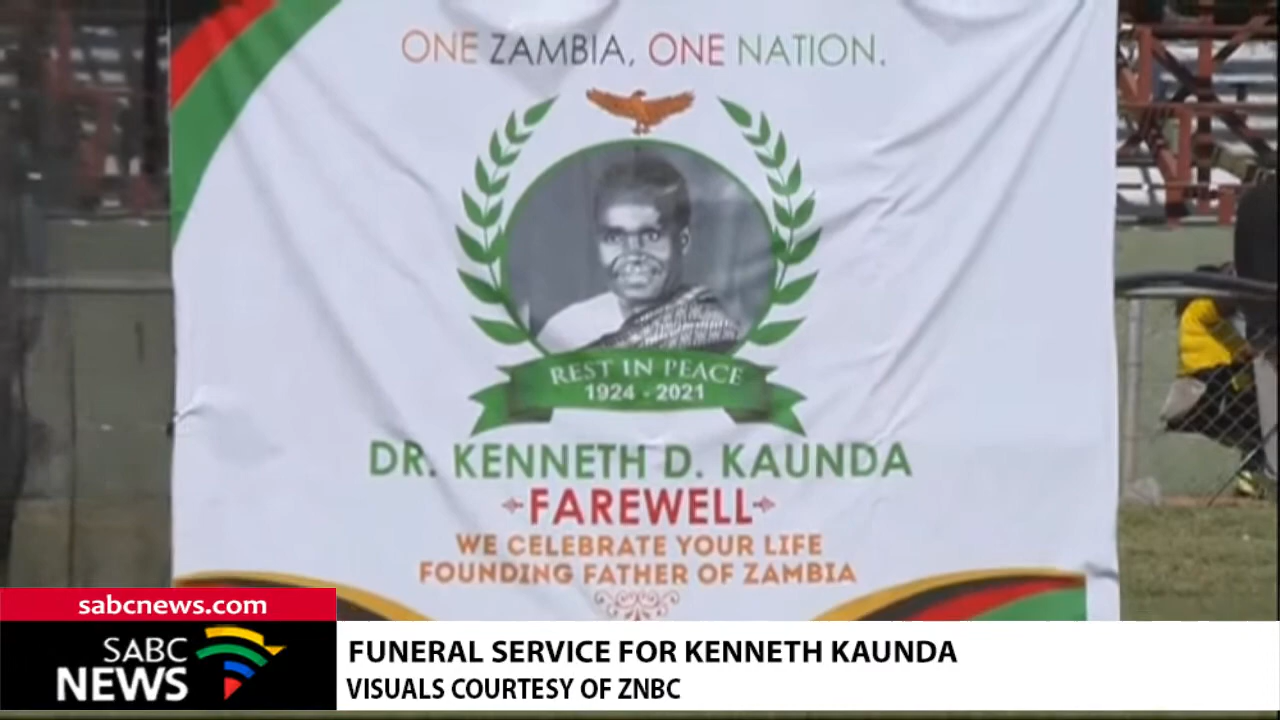 ONE ZAMBIA, ONE NATION.
REST IN PEACE
1924 - 2021
DR. KENNETH D. KAUNDA
FAREWELL
WE CELEBRATE YOUR LIFE
FOUNDING FATHER OF ZAMBIA
sabcnews.com
SABC
NEWS
FUNERAL SERVICE FOR KENNETH KAUNDA
VISUALS COURTESY OF ZNBC